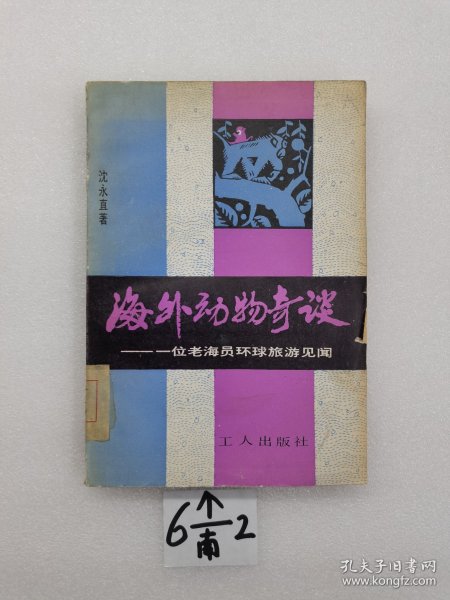 沈永直著
海外动物奇谈
———一位老海员环球旅游见闻
工人出版社
6 ↑ 2
南
孔夫子旧书网
www.kongfz.com